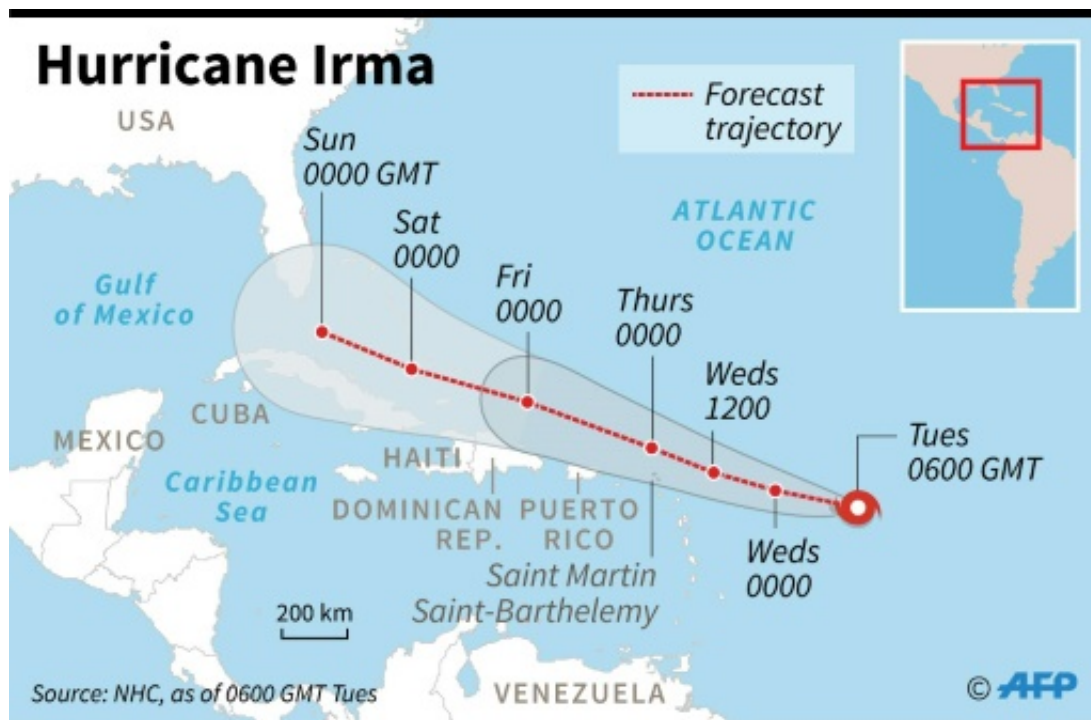 Hurricane Irma
USA
Forecast
trajectory
Sun
0000 GMT
Sat
0000
ATLANTIC
OCEAN
Gulf
of Mexico
Fri
0000
Thurs
0000
Weds
1200
CUBA
MEXICO
Tues
0600 GMT
HAITI
Caribbean
Sea
DOMINICAN
REP.
PUERTO
RICO
Weds
0000
Saint Martin
Saint-Barthelemy
200 km
Source: NHC, as of 0600 GMT Tues
VENEZUELA
© AFP